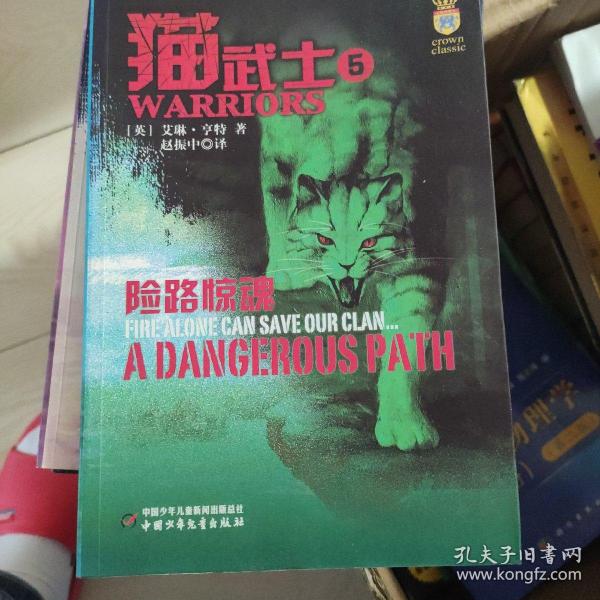 猫武士5
WARRIORS
crown
classic
[英] 艾琳·亨特 著
赵振中◎译
险路惊魂
FIRE ALONE CAN SAVE OUR CLAN...
A DANGEROUS PATH
中国少年儿童新闻出版总社
中国少年儿童出版社
物理学
孔夫子旧书网
www.kongfz.com